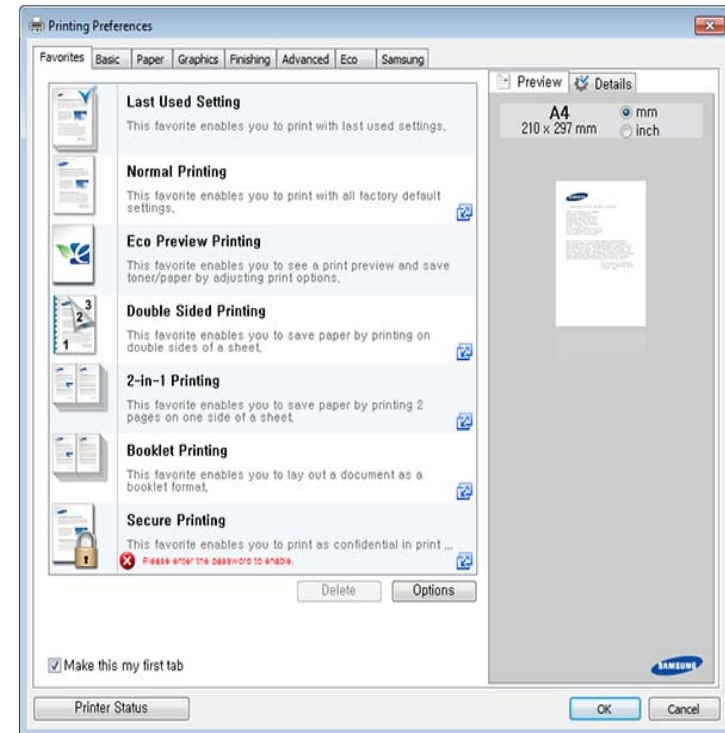 Printing Preferences
Favorites Basic Paper Graphics Finishing Advanced Eco Samsung
Last Used Setting
This favorite enables you to print with last used settings.
Normal Printing
This favorite enables you to print with all factory default
settings.
Eco Preview Printing
This favorite enables you to see a print preview and save
toner/paper by adjusting print options.
3
2
1
Double Sided Printing
This favorite enables you to save paper by printing on
double sides of a sheet.
2-in-1 Printing
This favorite enables you to save paper by printing 2
pages on one side of a sheet.
Booklet Printing
This favorite enables you to lay out a document as a
booklet format.
Secure Printing
This favorite enables you to print as confidential in print ...
Please enter the password to enable.
Delete Options
Make this my first tab
Printer Status
Preview Details
A4
210 x 297 mm
mm
inch
SAMSUNG
SAMSUNG
OK Cancel